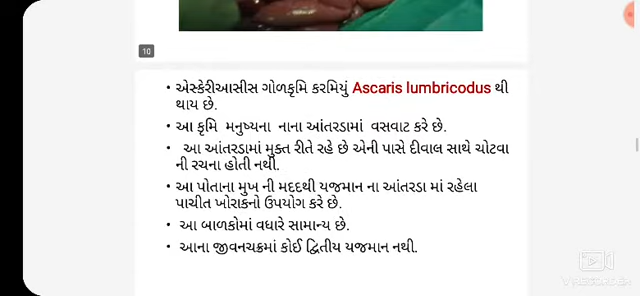 10
• એસ્કેરીઆસીસ ગોળકૃમિ કરમિયું Ascaris lumbricodus થી
થાય છે.
• આ કૃમિ મનુષ્યના નાના આંતરડામાં વસવાટ કરે છે.
• આ આંતરડામાં મુક્ત રીતે રહે છે એની પાસે દીવાલ સાથે ચોટવા
ની રચના હોતી નથી.
• આ પોતાના મુખ ની મદદથી યજમાન ના આંતરડા માં રહેલા
પાચીત ખોરાકનો ઉપયોગ કરે છે.
• આ બાળકોમાં વધારે સામાન્ય છે.
• આના જીવનચક્રમાં કોઈ દ્વિતીય યજમાન નથી.
VIRECORDER